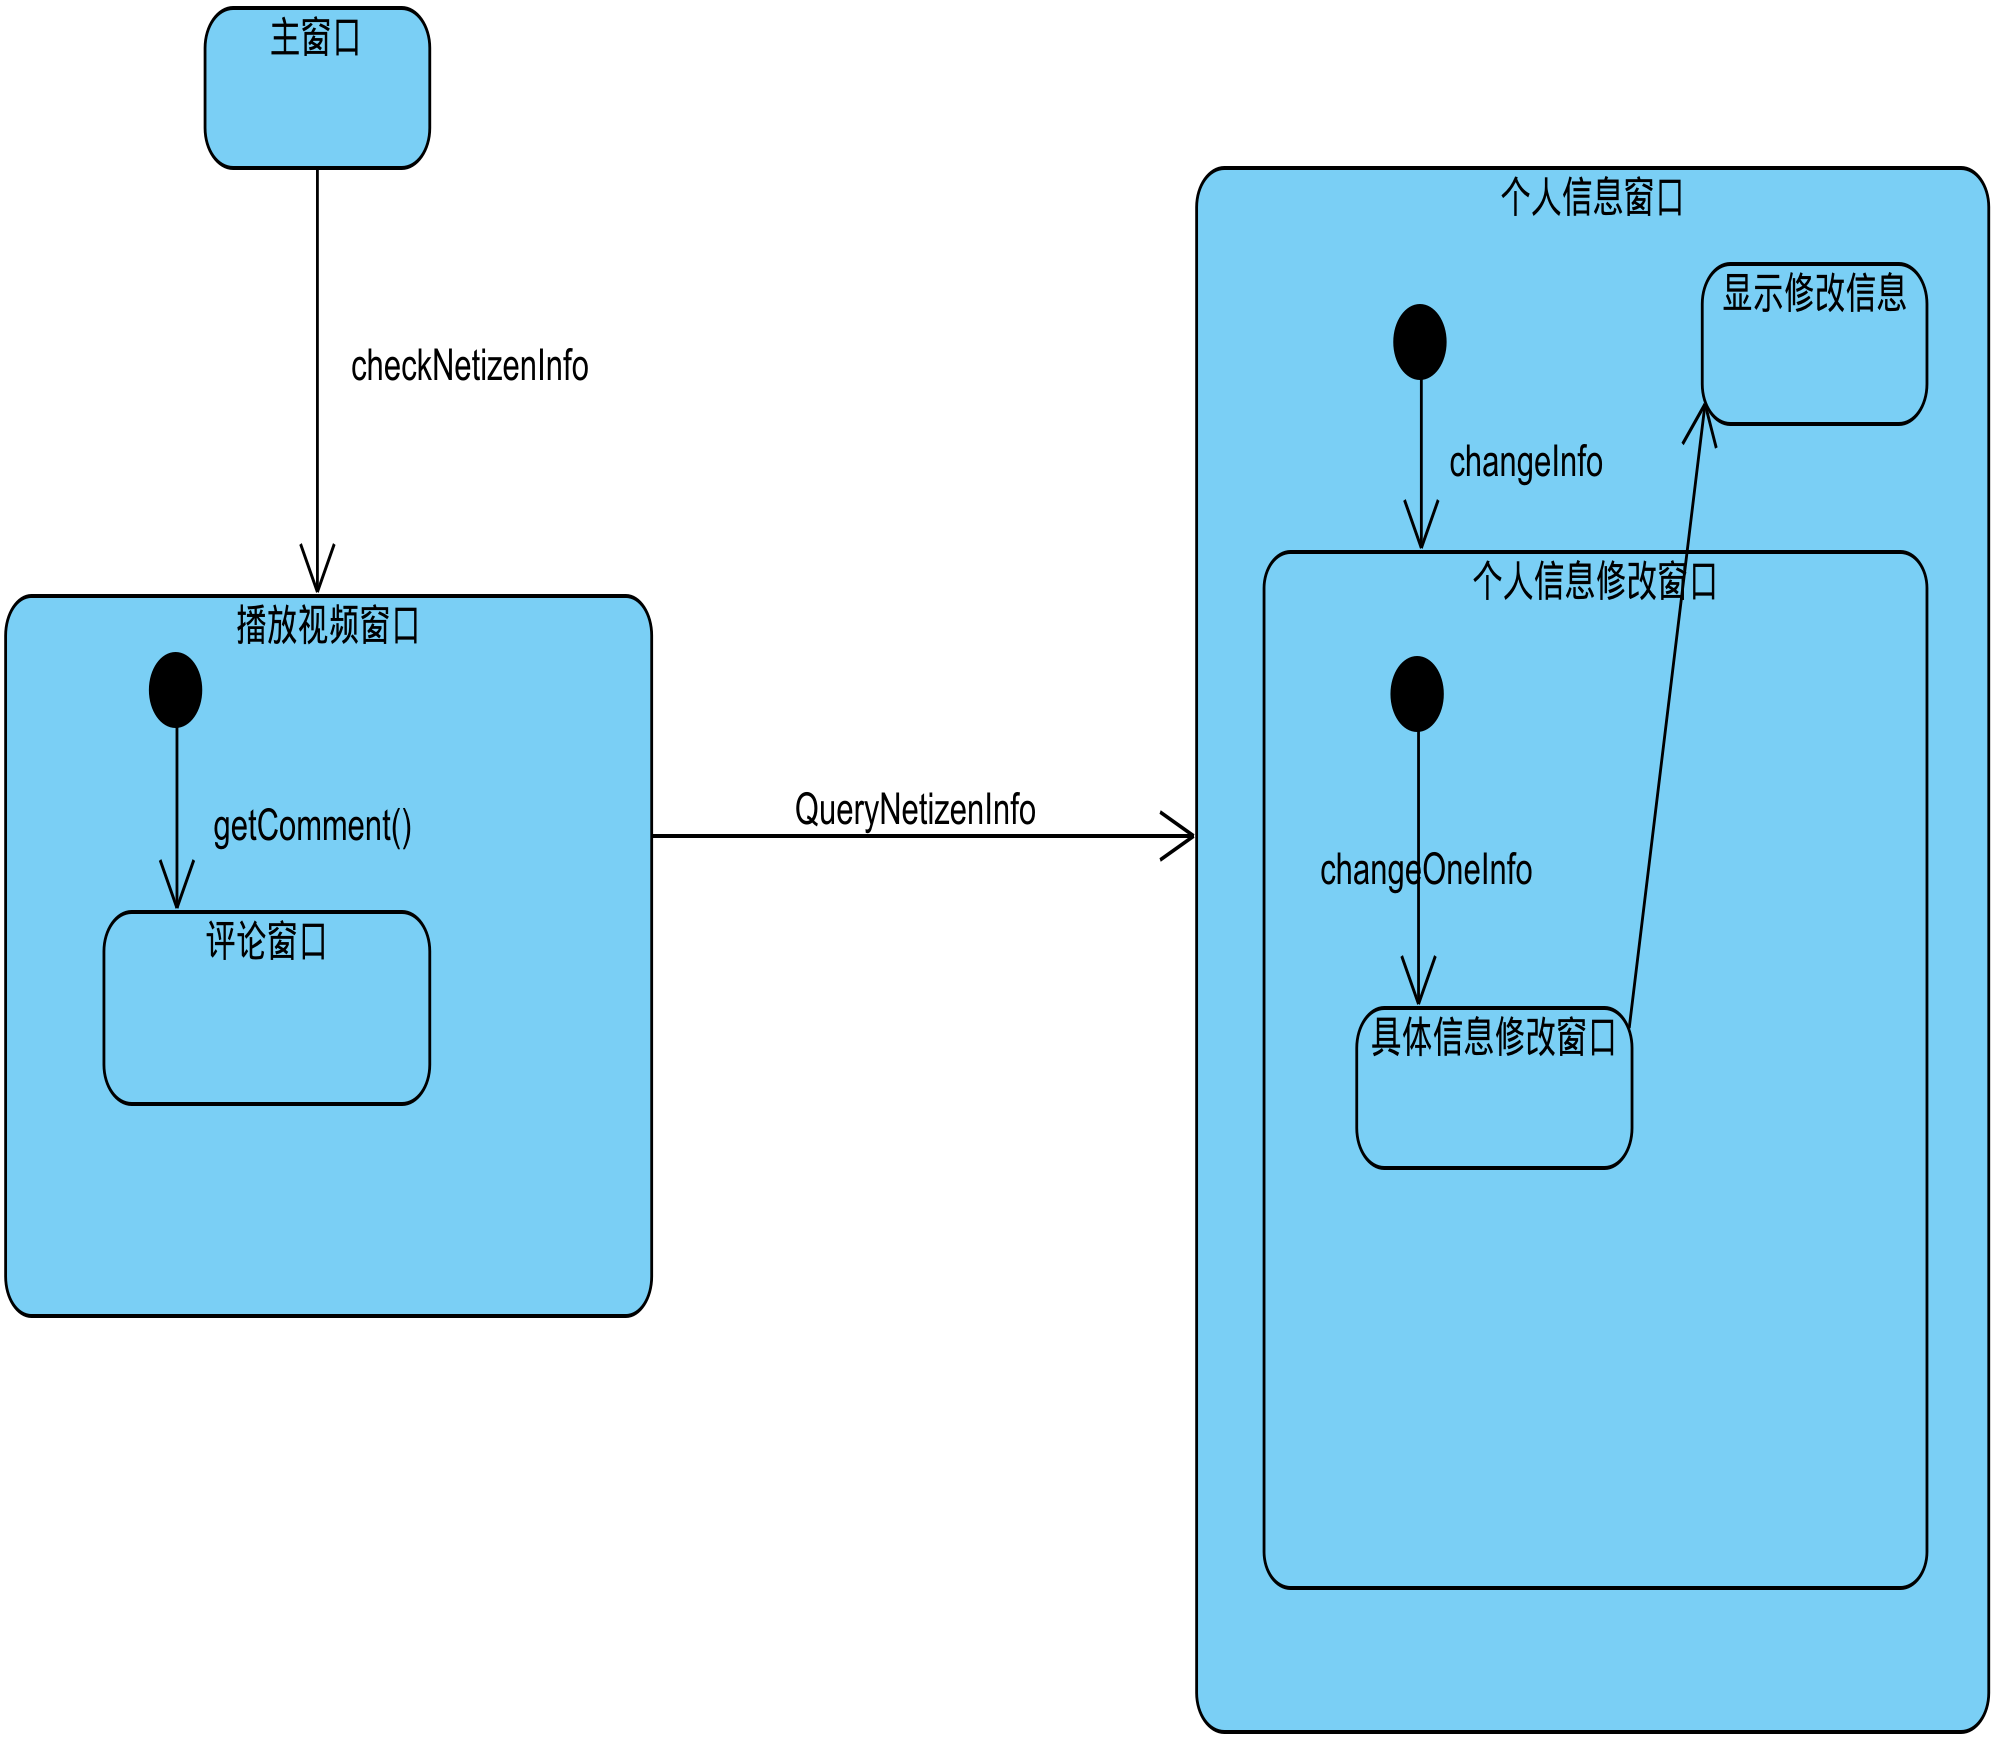 主窗口
checkNetizenInfo
播放视频窗口
getComment()
评论窗口
QueryNetizenInfo
个人信息窗口
显示修改信息
changeInfo
个人信息修改窗口
changeOneInfo
具体信息修改窗口